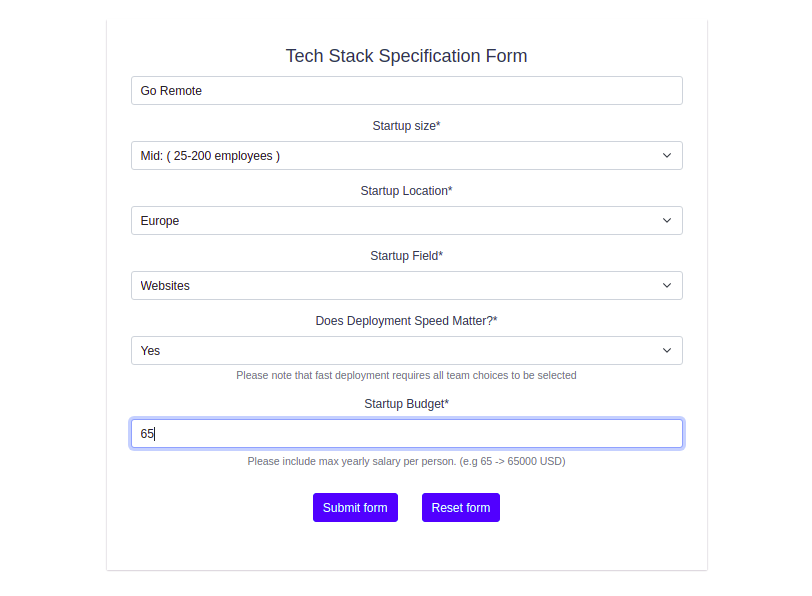 Tech Stack Specification Form
Go Remote
Startup size*
Mid: ( 25-200 employees )
Startup Location*
Europe
Startup Field*
Websites
Does Deployment Speed Matter?*
Yes
Please note that fast deployment requires all team choices to be selected
Startup Budget*
65
Please include max yearly salary per person. (e.g 65 -> 65000 USD)
Submit form Reset form